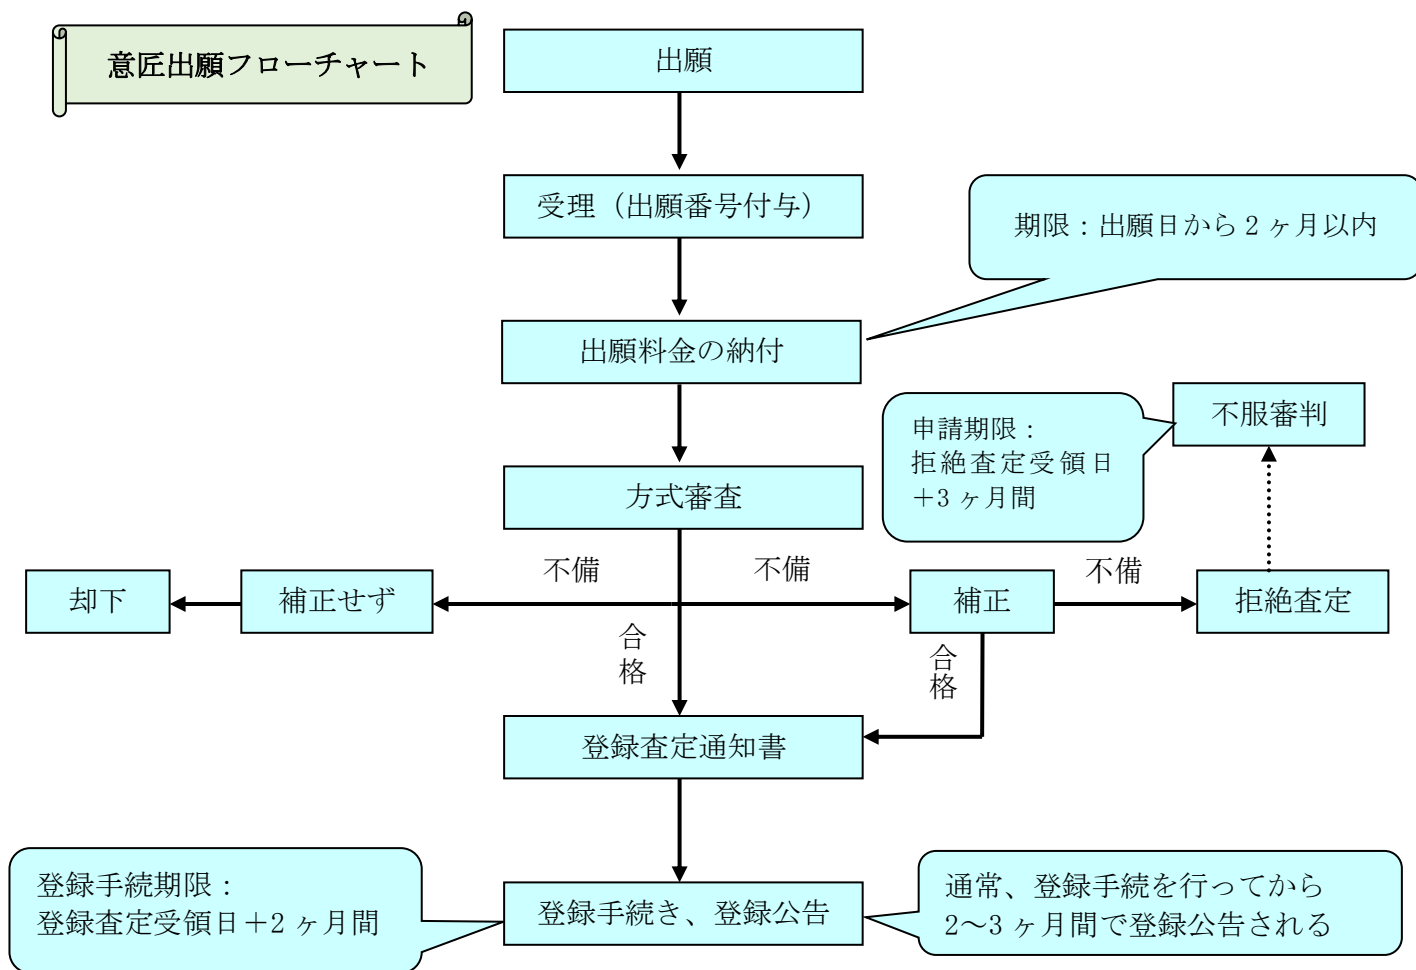 意匠出願フローチャート
出願
受理（出願番号付与）
期限：出願日から２ヶ月以内
出願料金の納付
不服審判
申請期限：
拒絶査定受領日
＋3 ヶ月間
方式審査
不備
不備
不備
却下
補正せず
補正
拒絶査定
合
格
合
格
登録査定通知書
登録手続期限：
登録査定受領日＋2 ヶ月間
登録手続き、登録公告
通常、登録手続を行ってから
2～3 ヶ月間で登録公告される